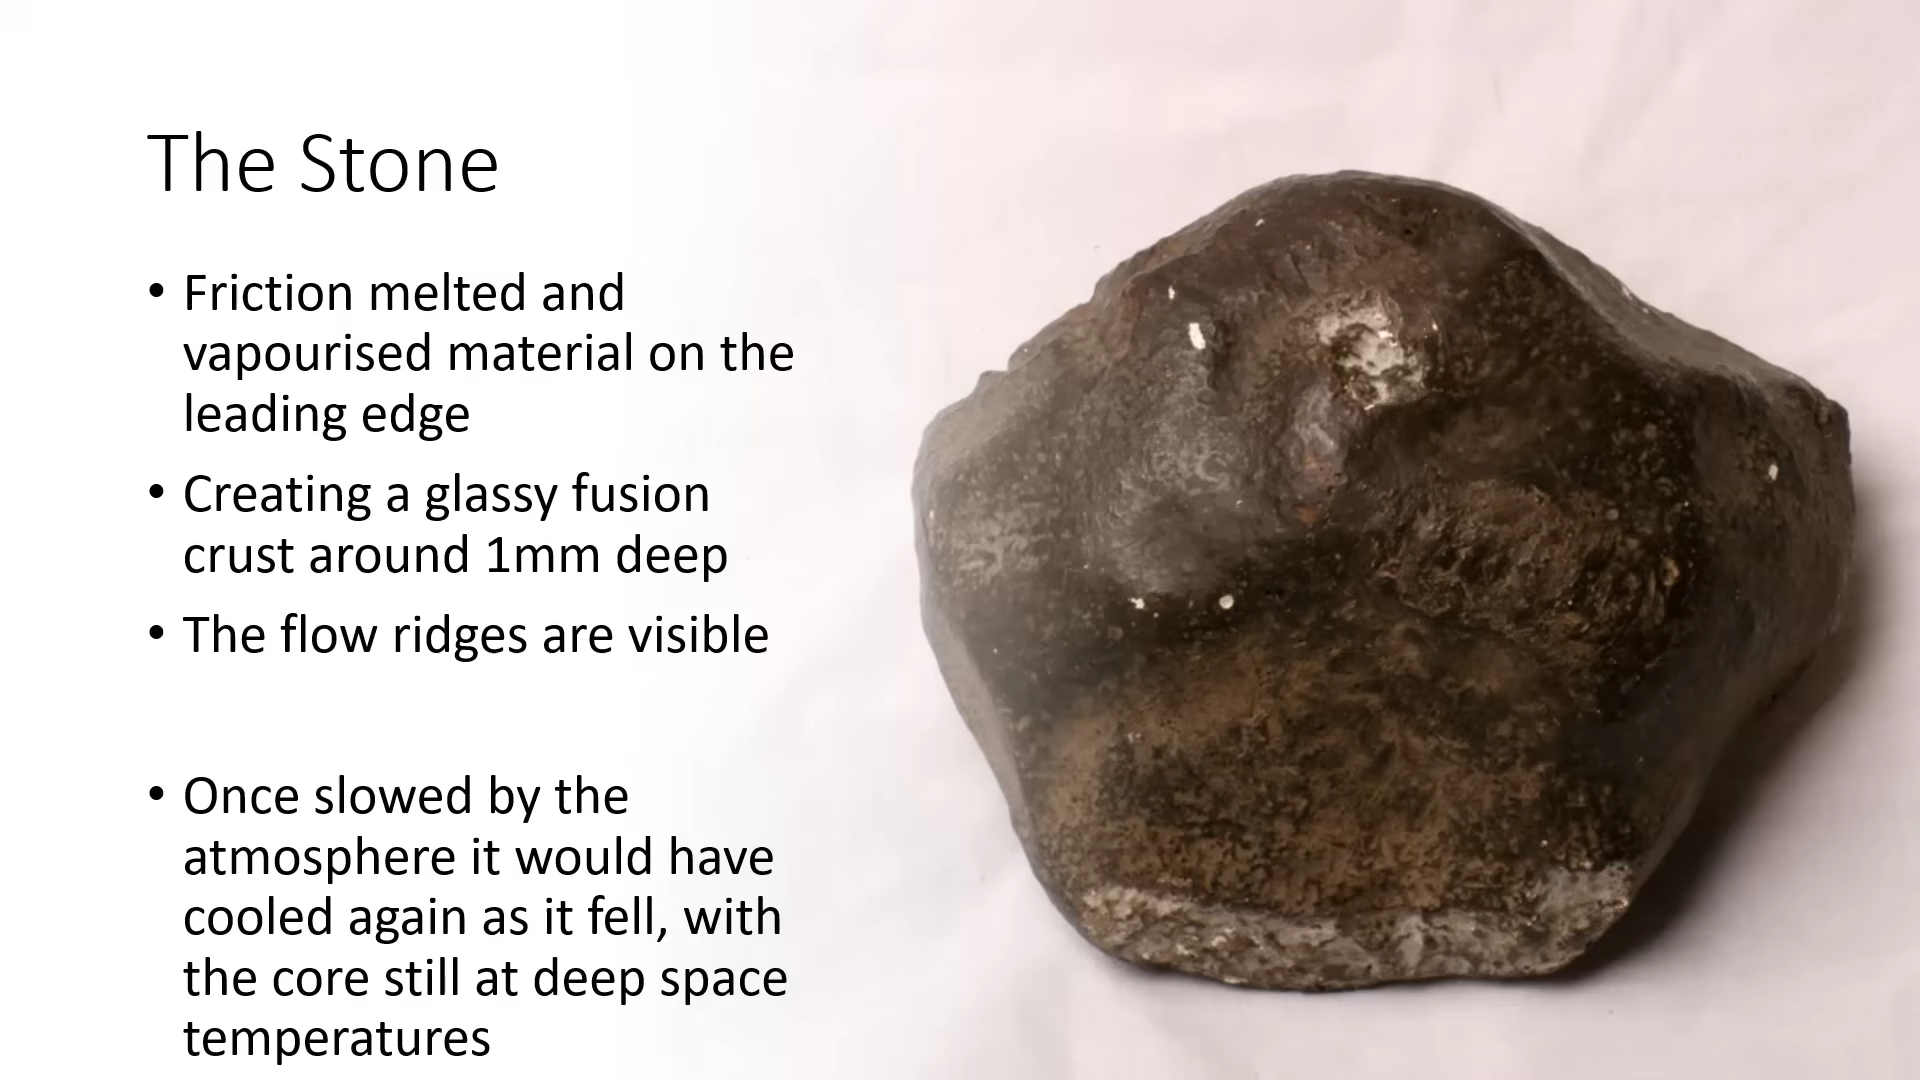 The Stone
• Friction melted and
vapourised material on the
leading edge
• Creating a glassy fusion
crust around 1mm deep
• The flow ridges are visible
• Once slowed by the
atmosphere it would have
cooled again as it fell, with
the core still at deep space
temperatures